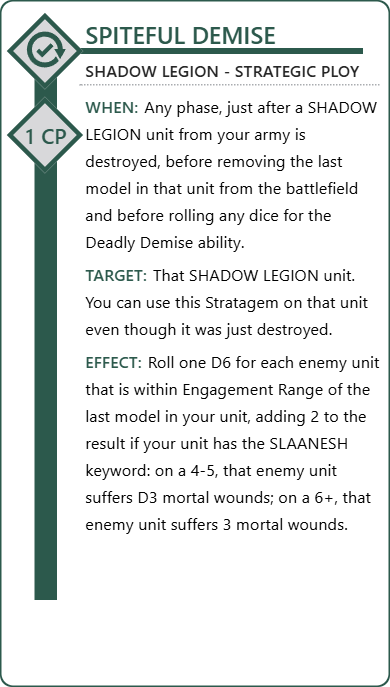 SPITEFUL DEMISE
SHADOW LEGION - STRATEGIC PLOY
1 CP
WHEN: Any phase, just after a SHADOW
LEGION unit from your army is
destroyed, before removing the last
model in that unit from the battlefield
and before rolling any dice for the
Deadly Demise ability.
TARGET: That SHADOW LEGION unit.
You can use this Stratagem on that unit
even though it was just destroyed.
EFFECT: Roll one D6 for each enemy unit
that is within Engagement Range of the
last model in your unit, adding 2 to the
result if your unit has the SLAANESH
keyword: on a 4-5, that enemy unit
suffers D3 mortal wounds; on a 6+, that
enemy unit suffers 3 mortal wounds.